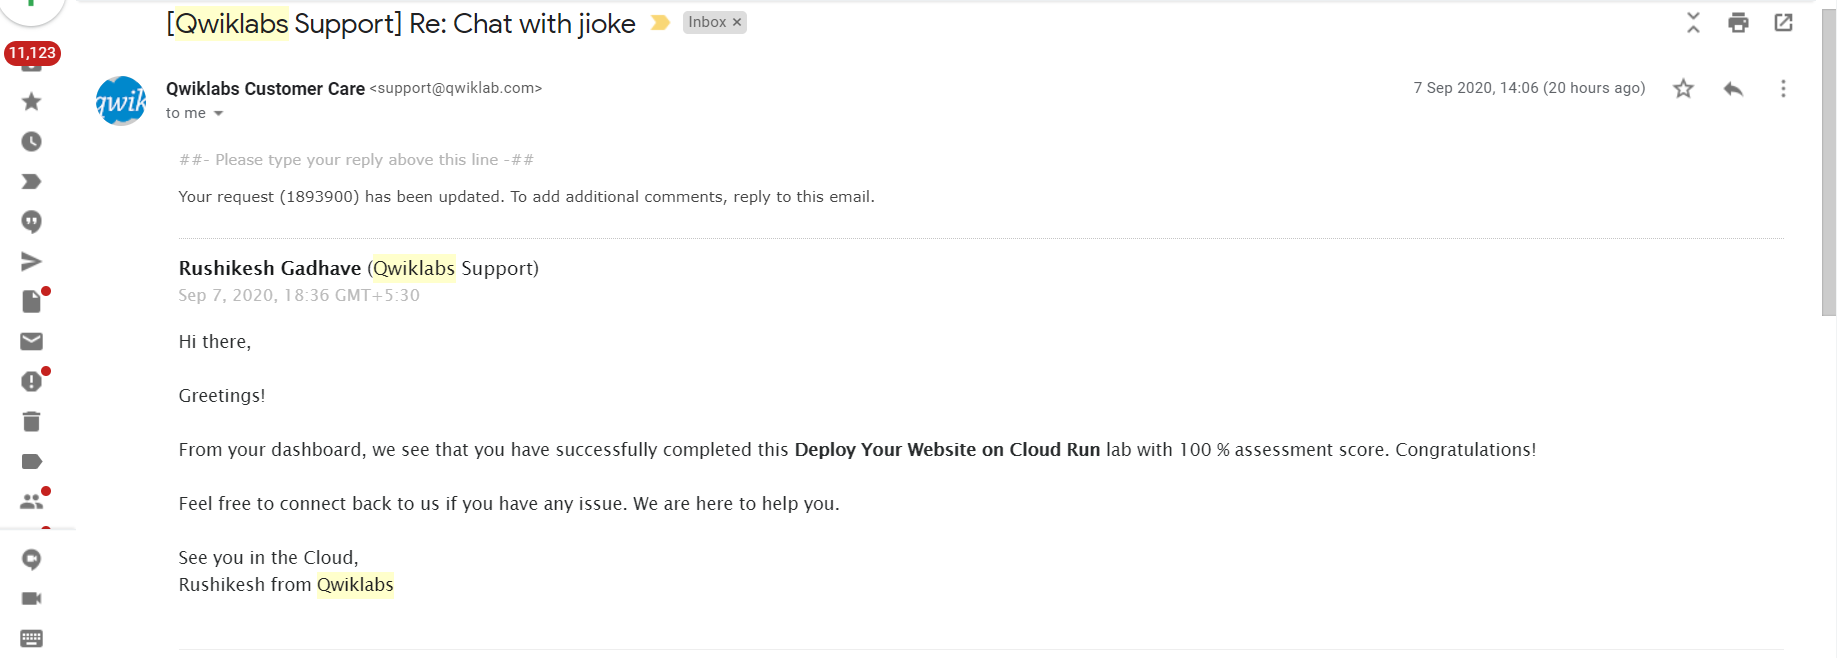 [Qwiklabs Support] Re: Chat with jioke
Inbox ×
11,123
qwik
Qwiklabs Customer Care <support@qwiklab.com>
7 Sep 2020, 14:06 (20 hours ago)
to me
##- Please type your reply above this line -##
Your request (1893900) has been updated. To add additional comments, reply to this email.
Rushikesh Gadhave (Qwiklabs Support)
Sep 7, 2020, 18:36 GMT+5:30
Hi there,
Greetings!
From your dashboard, we see that you have successfully completed this Deploy Your Website on Cloud Run lab with 100 % assessment score. Congratulations!
Feel free to connect back to us if you have any issue. We are here to help you.
See you in the Cloud,
Rushikesh from Qwiklabs